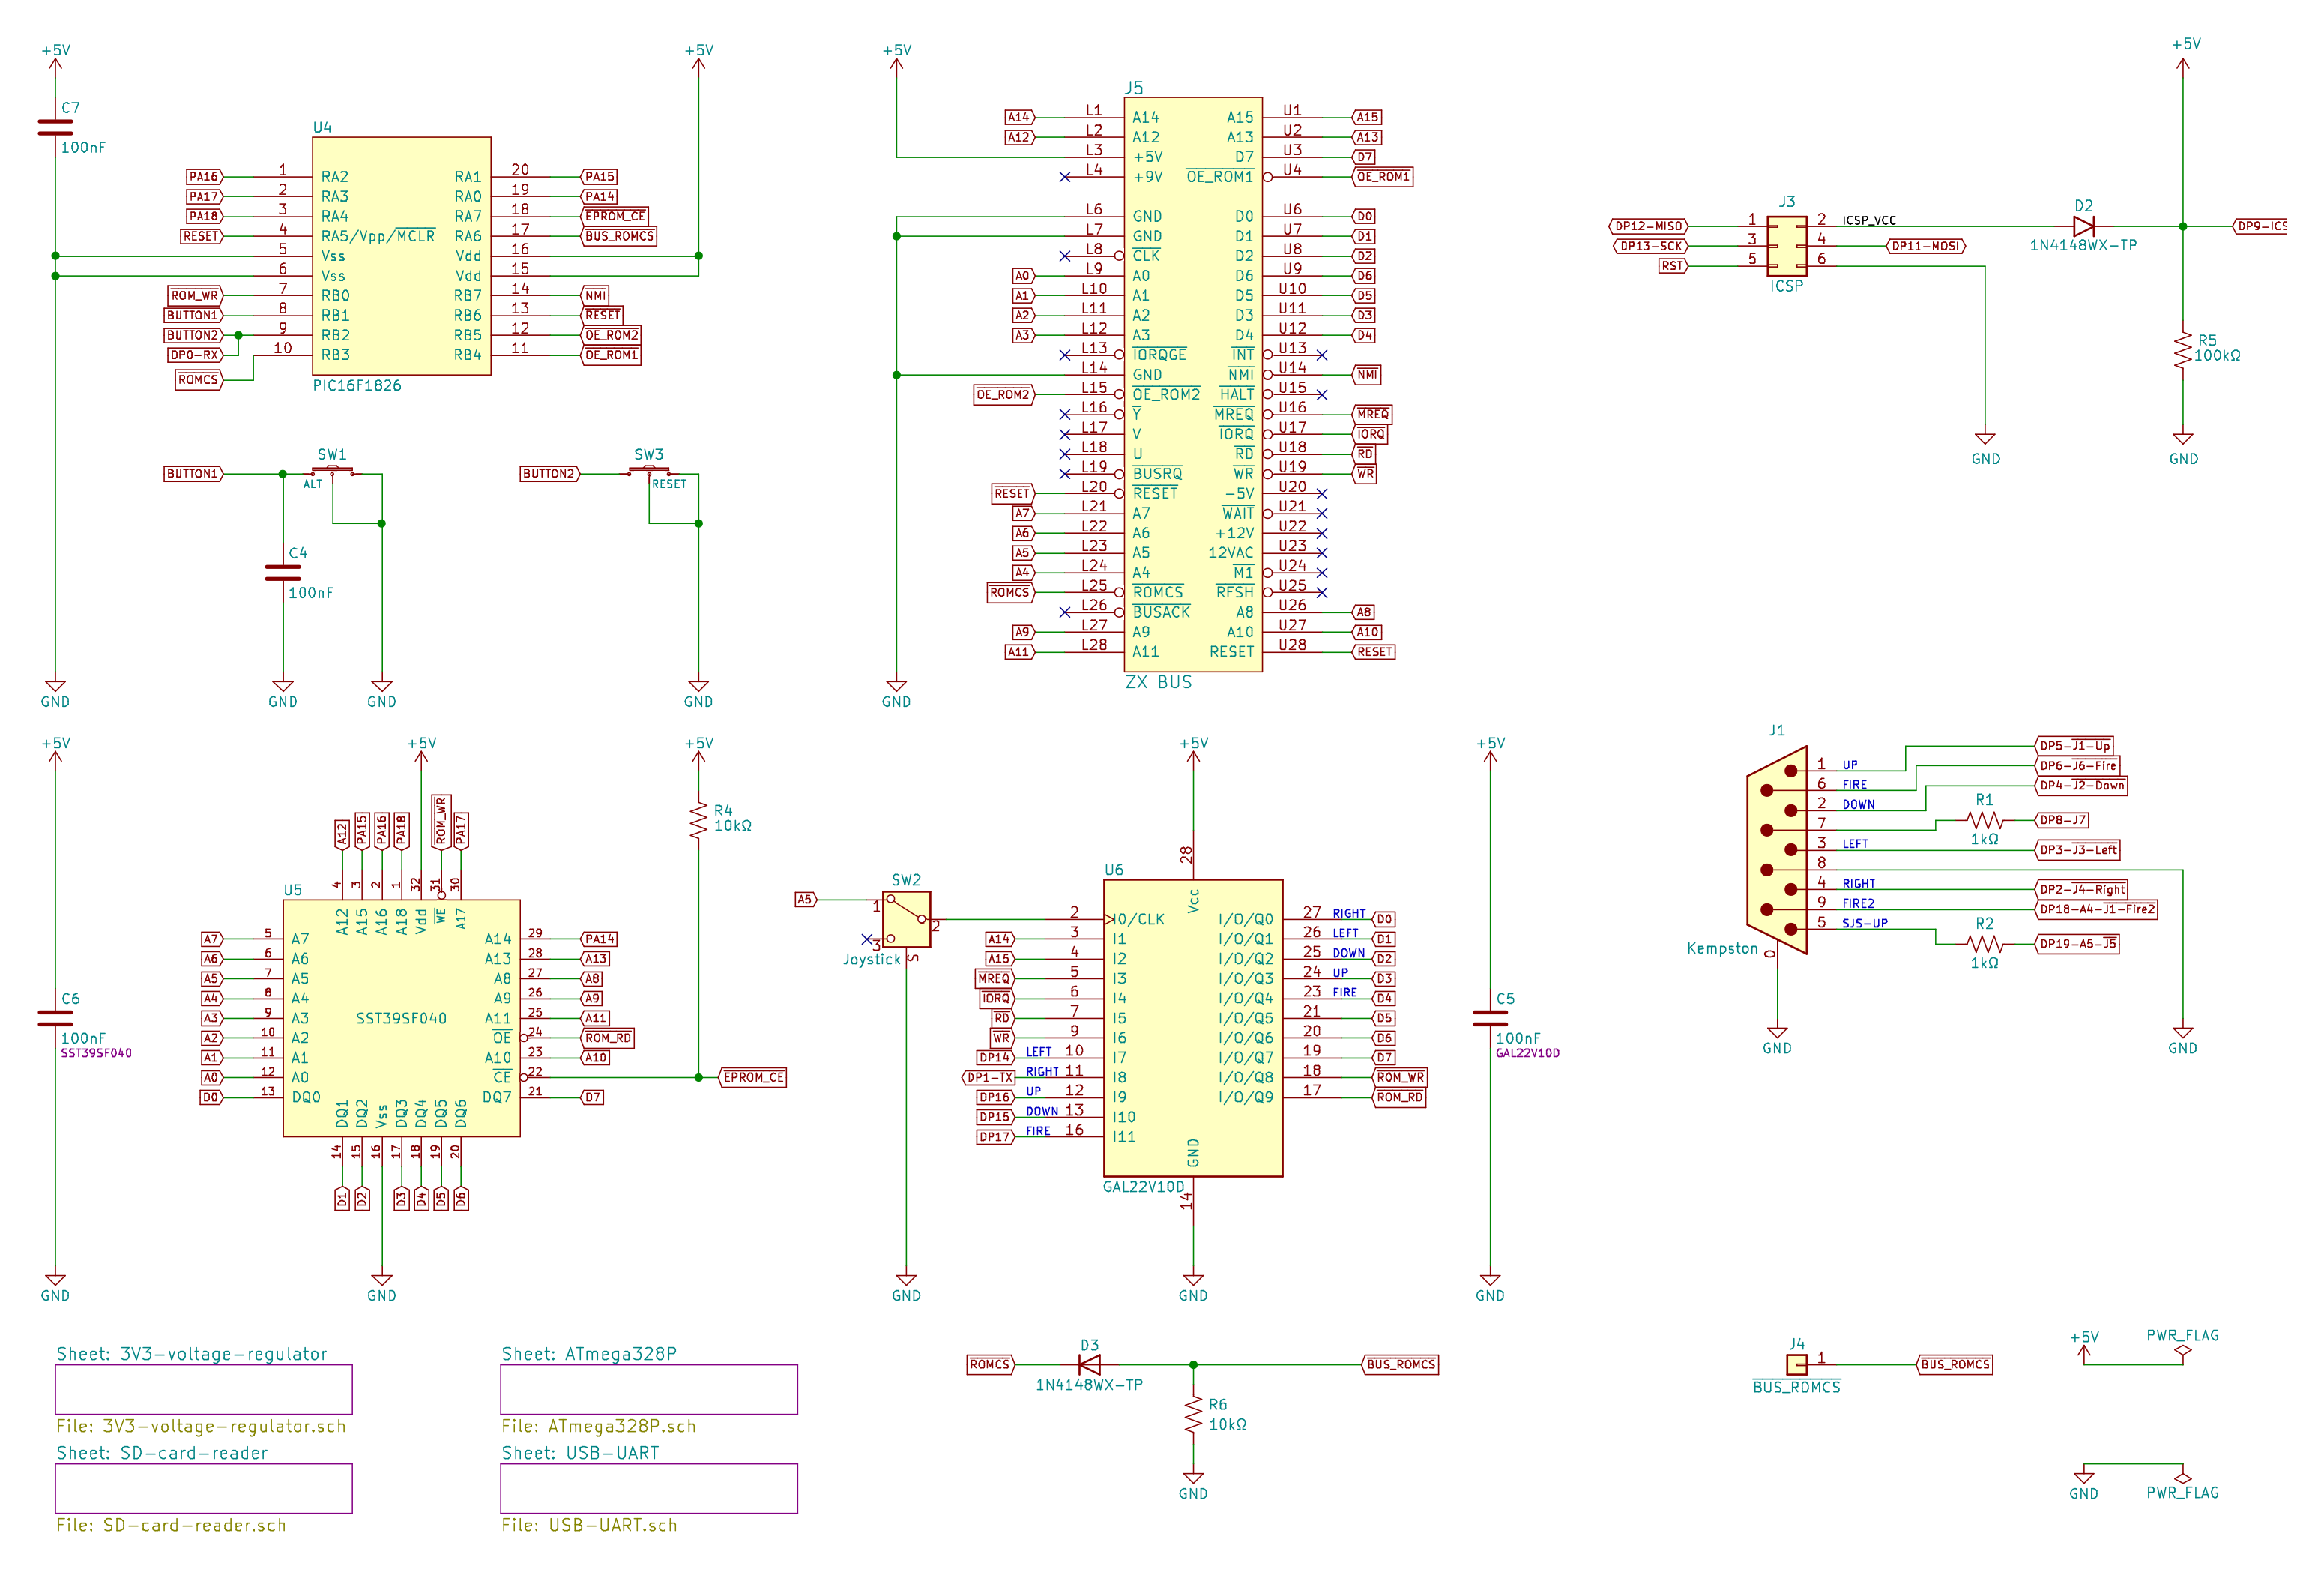 +5V
C7
100nF
GND
U4
PA16 1 RA2 RA1 20 PA15
PA17 2 RA3 RA0 19 PA14
PA18 3 RA4 RA7 18 EPROM_CE
RESET 4 RA5/Vpp/MCLR RA6 17 BUS_ROMCS
5 Vss Vdd 16
6 Vss Vdd 15
ROM_WR 7 RB0 RB7 14 NMI
BUTTON1 8 RB1 RB6 13 RESET
BUTTON2 9 RB2 RB5 12 OE_ROM2
DP0-RX 10 RB3 RB4 11 OE_ROM1
ROMCS
PIC16F1826
+5V
BUTTON1
SW1
ALT
C4
100nF
GND
GND
BUTTON2
SW3
RESET
GND
+5V
GND
J5
A14 L1 A14 A15 U1 A15
A12 L2 A12 A13 U2 A13
L3 +5V D7 U3 D7
L4 +9V OE_ROM1 U4 OE_ROM1
L6 GND D0 U6 D0
L7 GND D1 U7 D1
L8 CLK D2 U8 D2
A0 L9 A0 D6 U9 D6
A1 L10 A1 D5 U10 D5
A2 L11 A2 D3 U11 D3
A3 L12 A3 D4 U12 D4
L13 IORQGE INT U13
L14 GND NMI U14 NMI
OE_ROM2 L15 OE_ROM2 HALT U15
L16 Y MREQ U16 MREQ
L17 V IORQ U17 IORQ
L18 U RD U18 RD
L19 BUSRQ WR U19 WR
RESET L20 RESET -5V U20
A7 L21 A7 WAIT U21
A6 L22 A6 +12V U22
A5 L23 A5 12VAC U23
A4 L24 A4 M1 U24
ROMCS L25 ROMCS RFSH U25
L26 BUSACK A8 U26 A8
A9 L27 A9 A10 U27 A10
A11 L28 A11 RESET U28 RESET
ZX BUS
J3
DP12-MISO 1 2 ICSP_VCC
DP13-SCK 3 4 DP11-MOSI
RST 5 6
ICSP
GND
D2
1N4148WX-TP
+5V
R5
100kΩ
GND
+5V
C6
100nF
SST39SF040
GND
+5V
A12 PA15 PA16 PA18 ROM_WR PA17
4 3 2 1 32 31 30
U5
A12 A15 A16 A18 Vdd WE A17
A7 5 A7 A14 29 PA14
A6 6 A6 A13 28 A13
A5 7 A5 A8 27 A8
A4 8 A4 A9 26 A9
A3 9 A3 SST39SF040 A11 25 A11
A2 10 A2 OE 24 ROM_RD
A1 11 A1 A10 23 A10
A0 12 A0 CE 22 EPROM_CE
D0 13 DQ0 DQ7 21 D7
DQ1 DQ2 Vss DQ3 DQ4 DQ5 DQ6
14 15 16 17 18 19 20
D1 D2 D3 D4 D5 D6
GND
+5V
R4
10kΩ
A5
SW2
1
2
3
S
Joystick
GND
+5V
28
U6
Vcc
2 I0/CLK I/O/Q0 27 RIGHT D0
A14 3 I1 I/O/Q1 26 LEFT D1
A15 4 I2 I/O/Q2 25 DOWN D2
MREQ 5 I3 I/O/Q3 24 UP D3
IORQ 6 I4 I/O/Q4 23 FIRE D4
RD 7 I5 I/O/Q5 21 D5
WR 9 I6 I/O/Q6 20 D6
DP14 LEFT 10 I7 I/O/Q7 19 D7
DP1-TX RIGHT 11 I8 I/O/Q8 18 ROM_WR
DP16 UP 12 I9 I/O/Q9 17 ROM_RD
DP15 DOWN 13 I10
DP17 FIRE 16 I11
GND
GAL22V10D
14
GND
+5V
C5
100nF
GAL22V10D
GND
J1
1 UP DP5-J1-Up
6 FIRE DP6-J6-Fire
2 DOWN DP4-J2-Down
7 R1 1kΩ DP8-J7
3 LEFT DP3-J3-Left
8
4 RIGHT DP2-J4-Right
9 FIRE2 DP18-A4-J1-Fire2
5 SJS-UP R2 1kΩ DP19-A5-J5
Kempston
0
GND
GND
Sheet: 3V3-voltage-regulator
File: 3V3-voltage-regulator.sch
Sheet: ATmega328P
File: ATmega328P.sch
Sheet: SD-card-reader
File: SD-card-reader.sch
Sheet: USB-UART
File: USB-UART.sch
ROMCS
D3
1N4148WX-TP
BUS_ROMCS
R6
10kΩ
GND
J4
1
BUS_ROMCS
BUS_ROMCS
+5V
PWR_FLAG
GND
PWR_FLAG